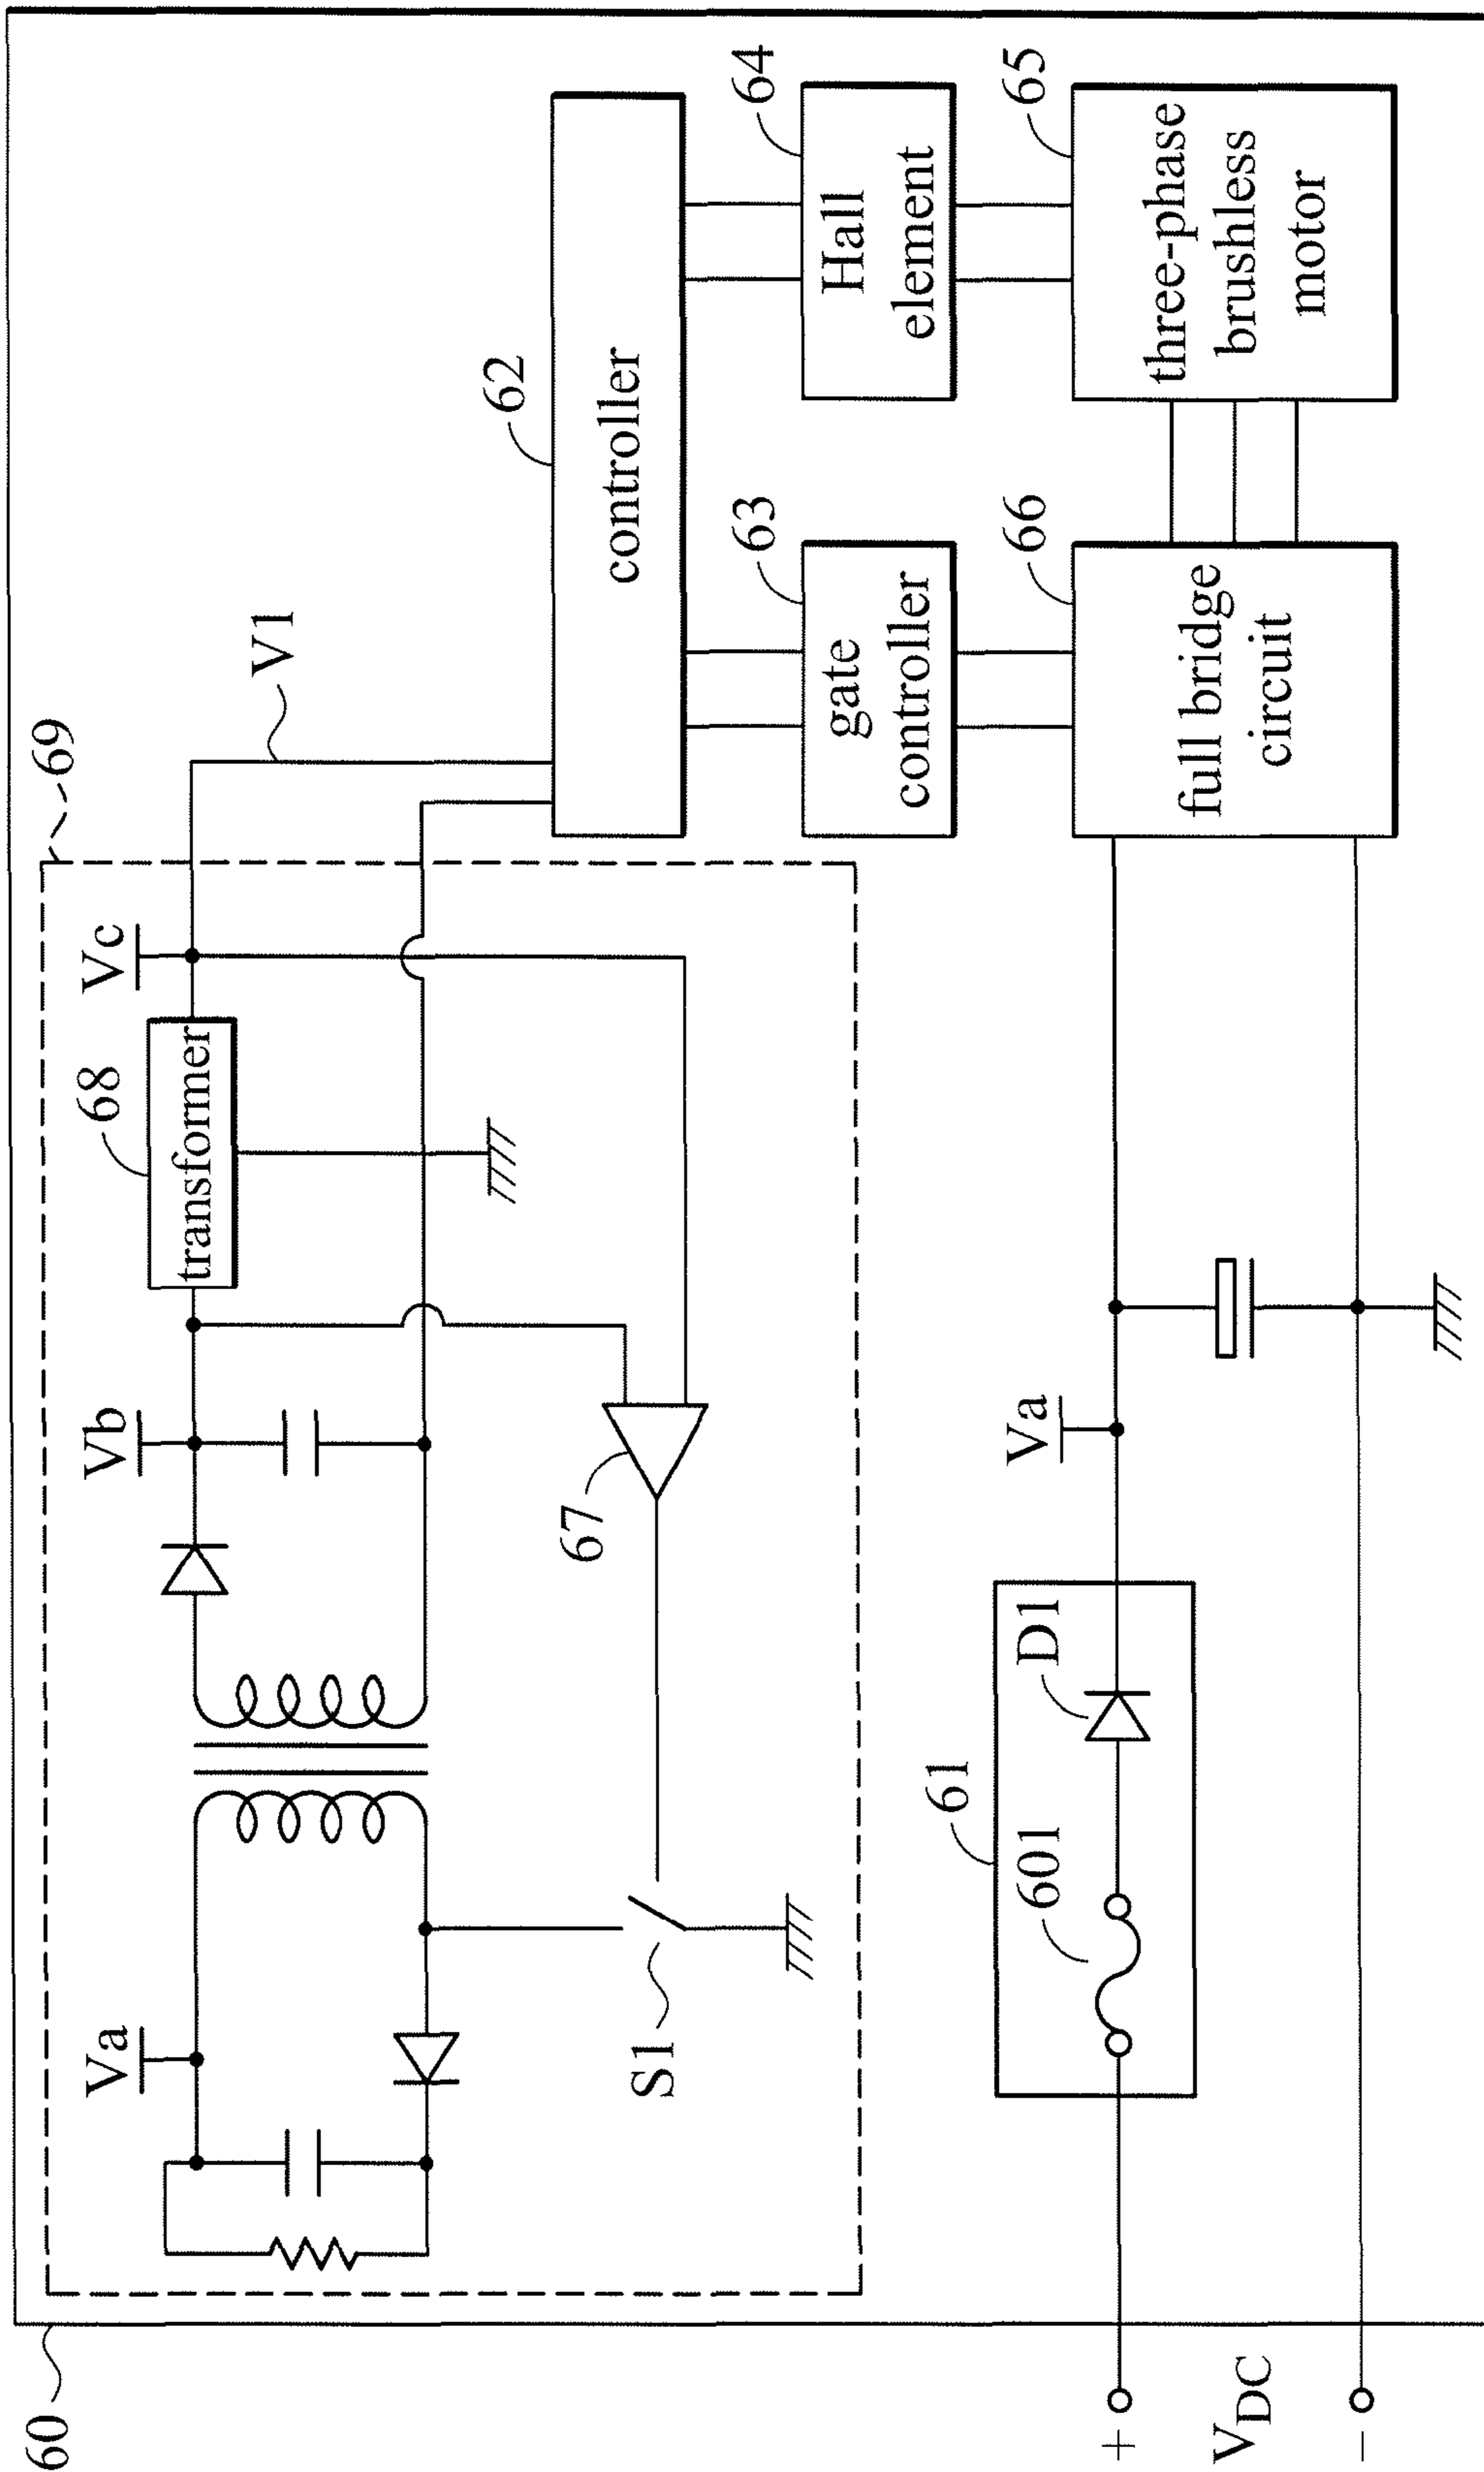 60
69
Va
Vb
68
transformer
Vc
V1
S1
67
62
controller
63
gate
controller
64
Hall
element
61
601
D1
Va
66
full bridge
circuit
65
three-phase
brushless
motor
+
VDC
−